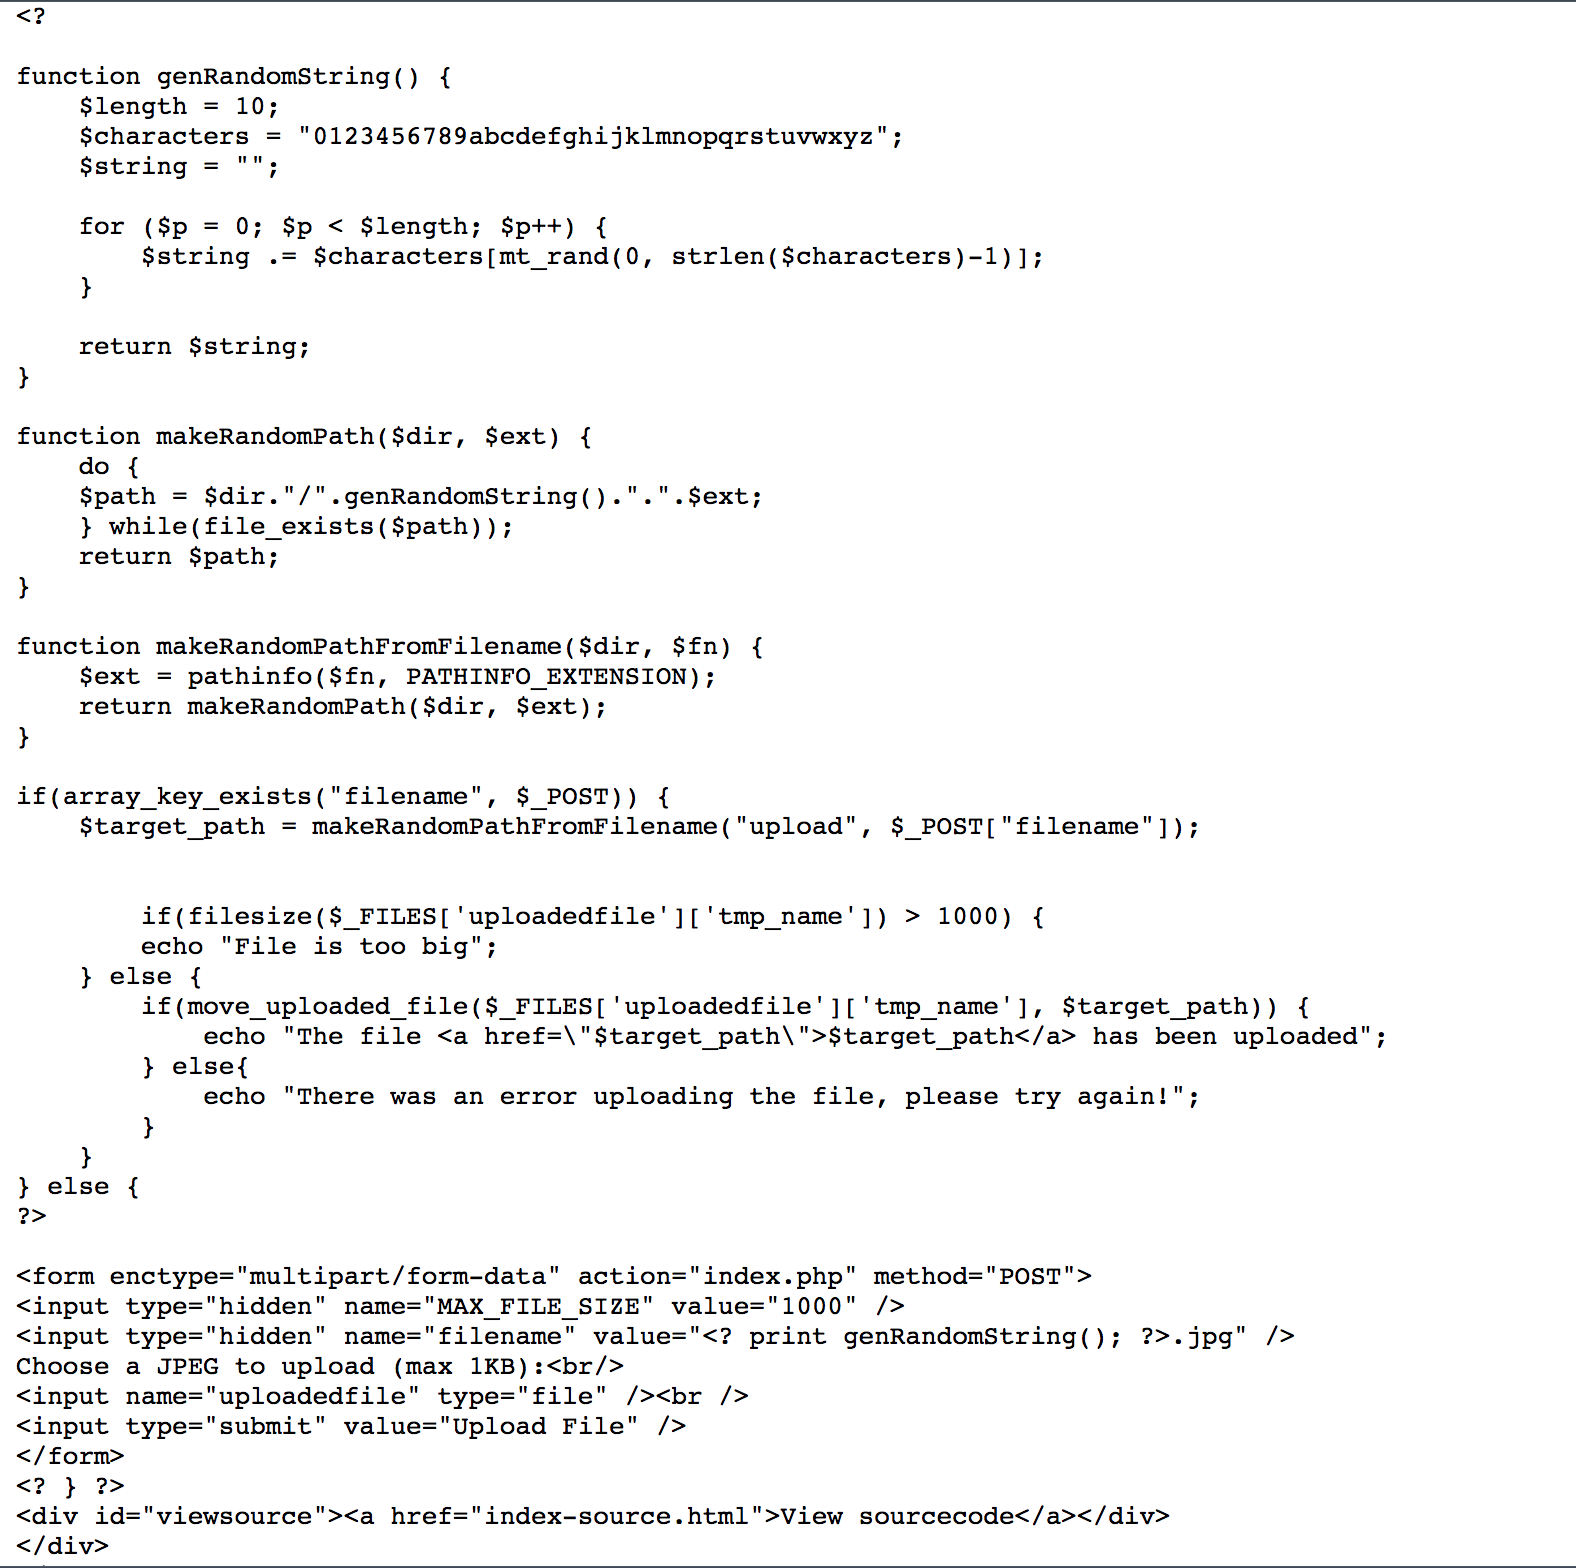 <?

function genRandomString() {
    $length = 10;
    $characters = "0123456789abcdefghijklmnopqrstuvwxyz";
    $string = "";

    for ($p = 0; $p < $length; $p++) {
        $string .= $characters[mt_rand(0, strlen($characters)-1)];
    }

    return $string;
}

function makeRandomPath($dir, $ext) {
    do {
    $path = $dir."/".genRandomString().".".$ext;
    } while(file_exists($path));
    return $path;
}

function makeRandomPathFromFilename($dir, $fn) {
    $ext = pathinfo($fn, PATHINFO_EXTENSION);
    return makeRandomPath($dir, $ext);
}

if(array_key_exists("filename", $_POST)) {
    $target_path = makeRandomPathFromFilename("upload", $_POST["filename"]);


        if(filesize($_FILES['uploadedfile']['tmp_name']) > 1000) {
        echo "File is too big";
    } else {
        if(move_uploaded_file($_FILES['uploadedfile']['tmp_name'], $target_path)) {
            echo "The file <a href=\"$target_path\">$target_path</a> has been uploaded";
        } else{
            echo "There was an error uploading the file, please try again!";
        }
    }
} else {
?>

<form enctype="multipart/form-data" action="index.php" method="POST">
<input type="hidden" name="MAX_FILE_SIZE" value="1000" />
<input type="hidden" name="filename" value="<? print genRandomString(); ?>.jpg" />
Choose a JPEG to upload (max 1KB):<br/>
<input name="uploadedfile" type="file" /><br />
<input type="submit" value="Upload File" />
</form>
<? } ?>
<div id="viewsource"><a href="index-source.html">View sourcecode</a></div>
</div>